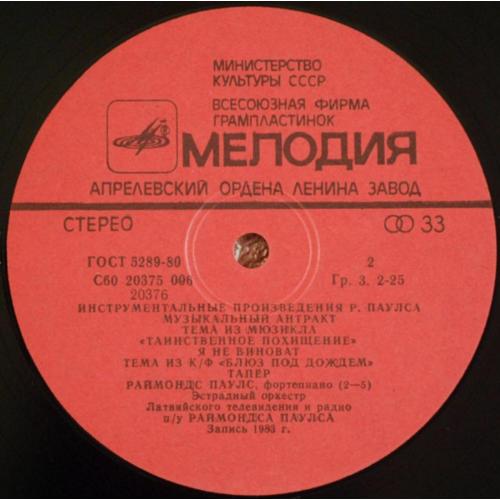 МИНИСТЕРСТВО
КУЛЬТУРЫ СССР
ВСЕСОЮЗНАЯ ФИРМА
ГРАМПЛАСТИНОК
МЕЛОДИЯ
АПРЕЛЕВСКИЙ ОРДЕНА ЛЕНИНА ЗАВОД
СТЕРЕО 33
ГОСТ 5289-80 2
С60 20375 006 Гр. 3. 2-25
20376
ИНСТРУМЕНТАЛЬНЫЕ ПРОИЗВЕДЕНИЯ Р. ПАУЛСА
МУЗЫКАЛЬНЫЙ АНТРАКТ
ТЕМА ИЗ МЮЗИКЛА
«ТАИНСТВЕННОЕ ПОХИЩЕНИЕ»
Я НЕ ВИНОВАТ
ТЕМА ИЗ К/Ф «БЛЮЗ ПОД ДОЖДЕМ»
ТАПЕР
РАЙМОНДС ПАУЛС, фортепиано (2—5)
Эстрадный оркестр
Латвийского телевидения и радио
п/у РАЙМОНДСА ПАУЛСА
Запись 1983 г.